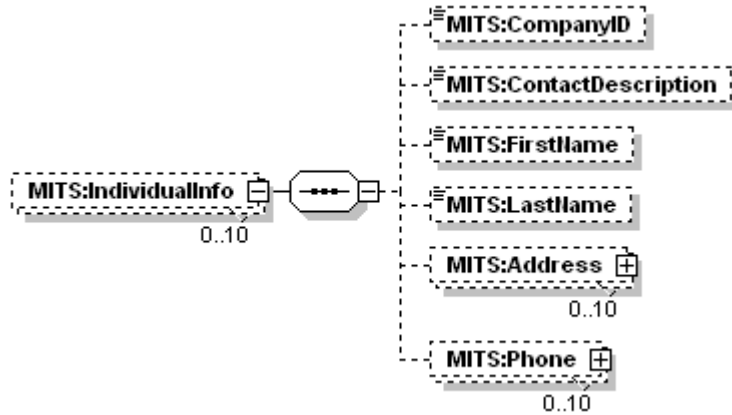 MITS:CompanyID
MITS:ContactDescription
MITS:FirstName
MITS:IndividualInfo
0..10
MITS:LastName
MITS:Address
0..10
MITS:Phone
0..10